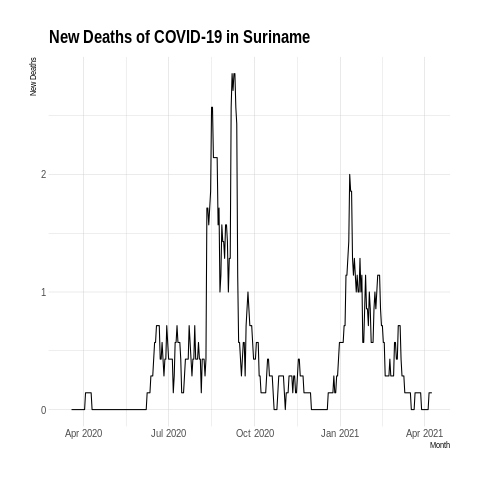 New Deaths of COVID-19 in Suriname
New Deaths
2
1
0
Apr 2020 Jul 2020 Oct 2020 Jan 2021 Apr 2021
Month